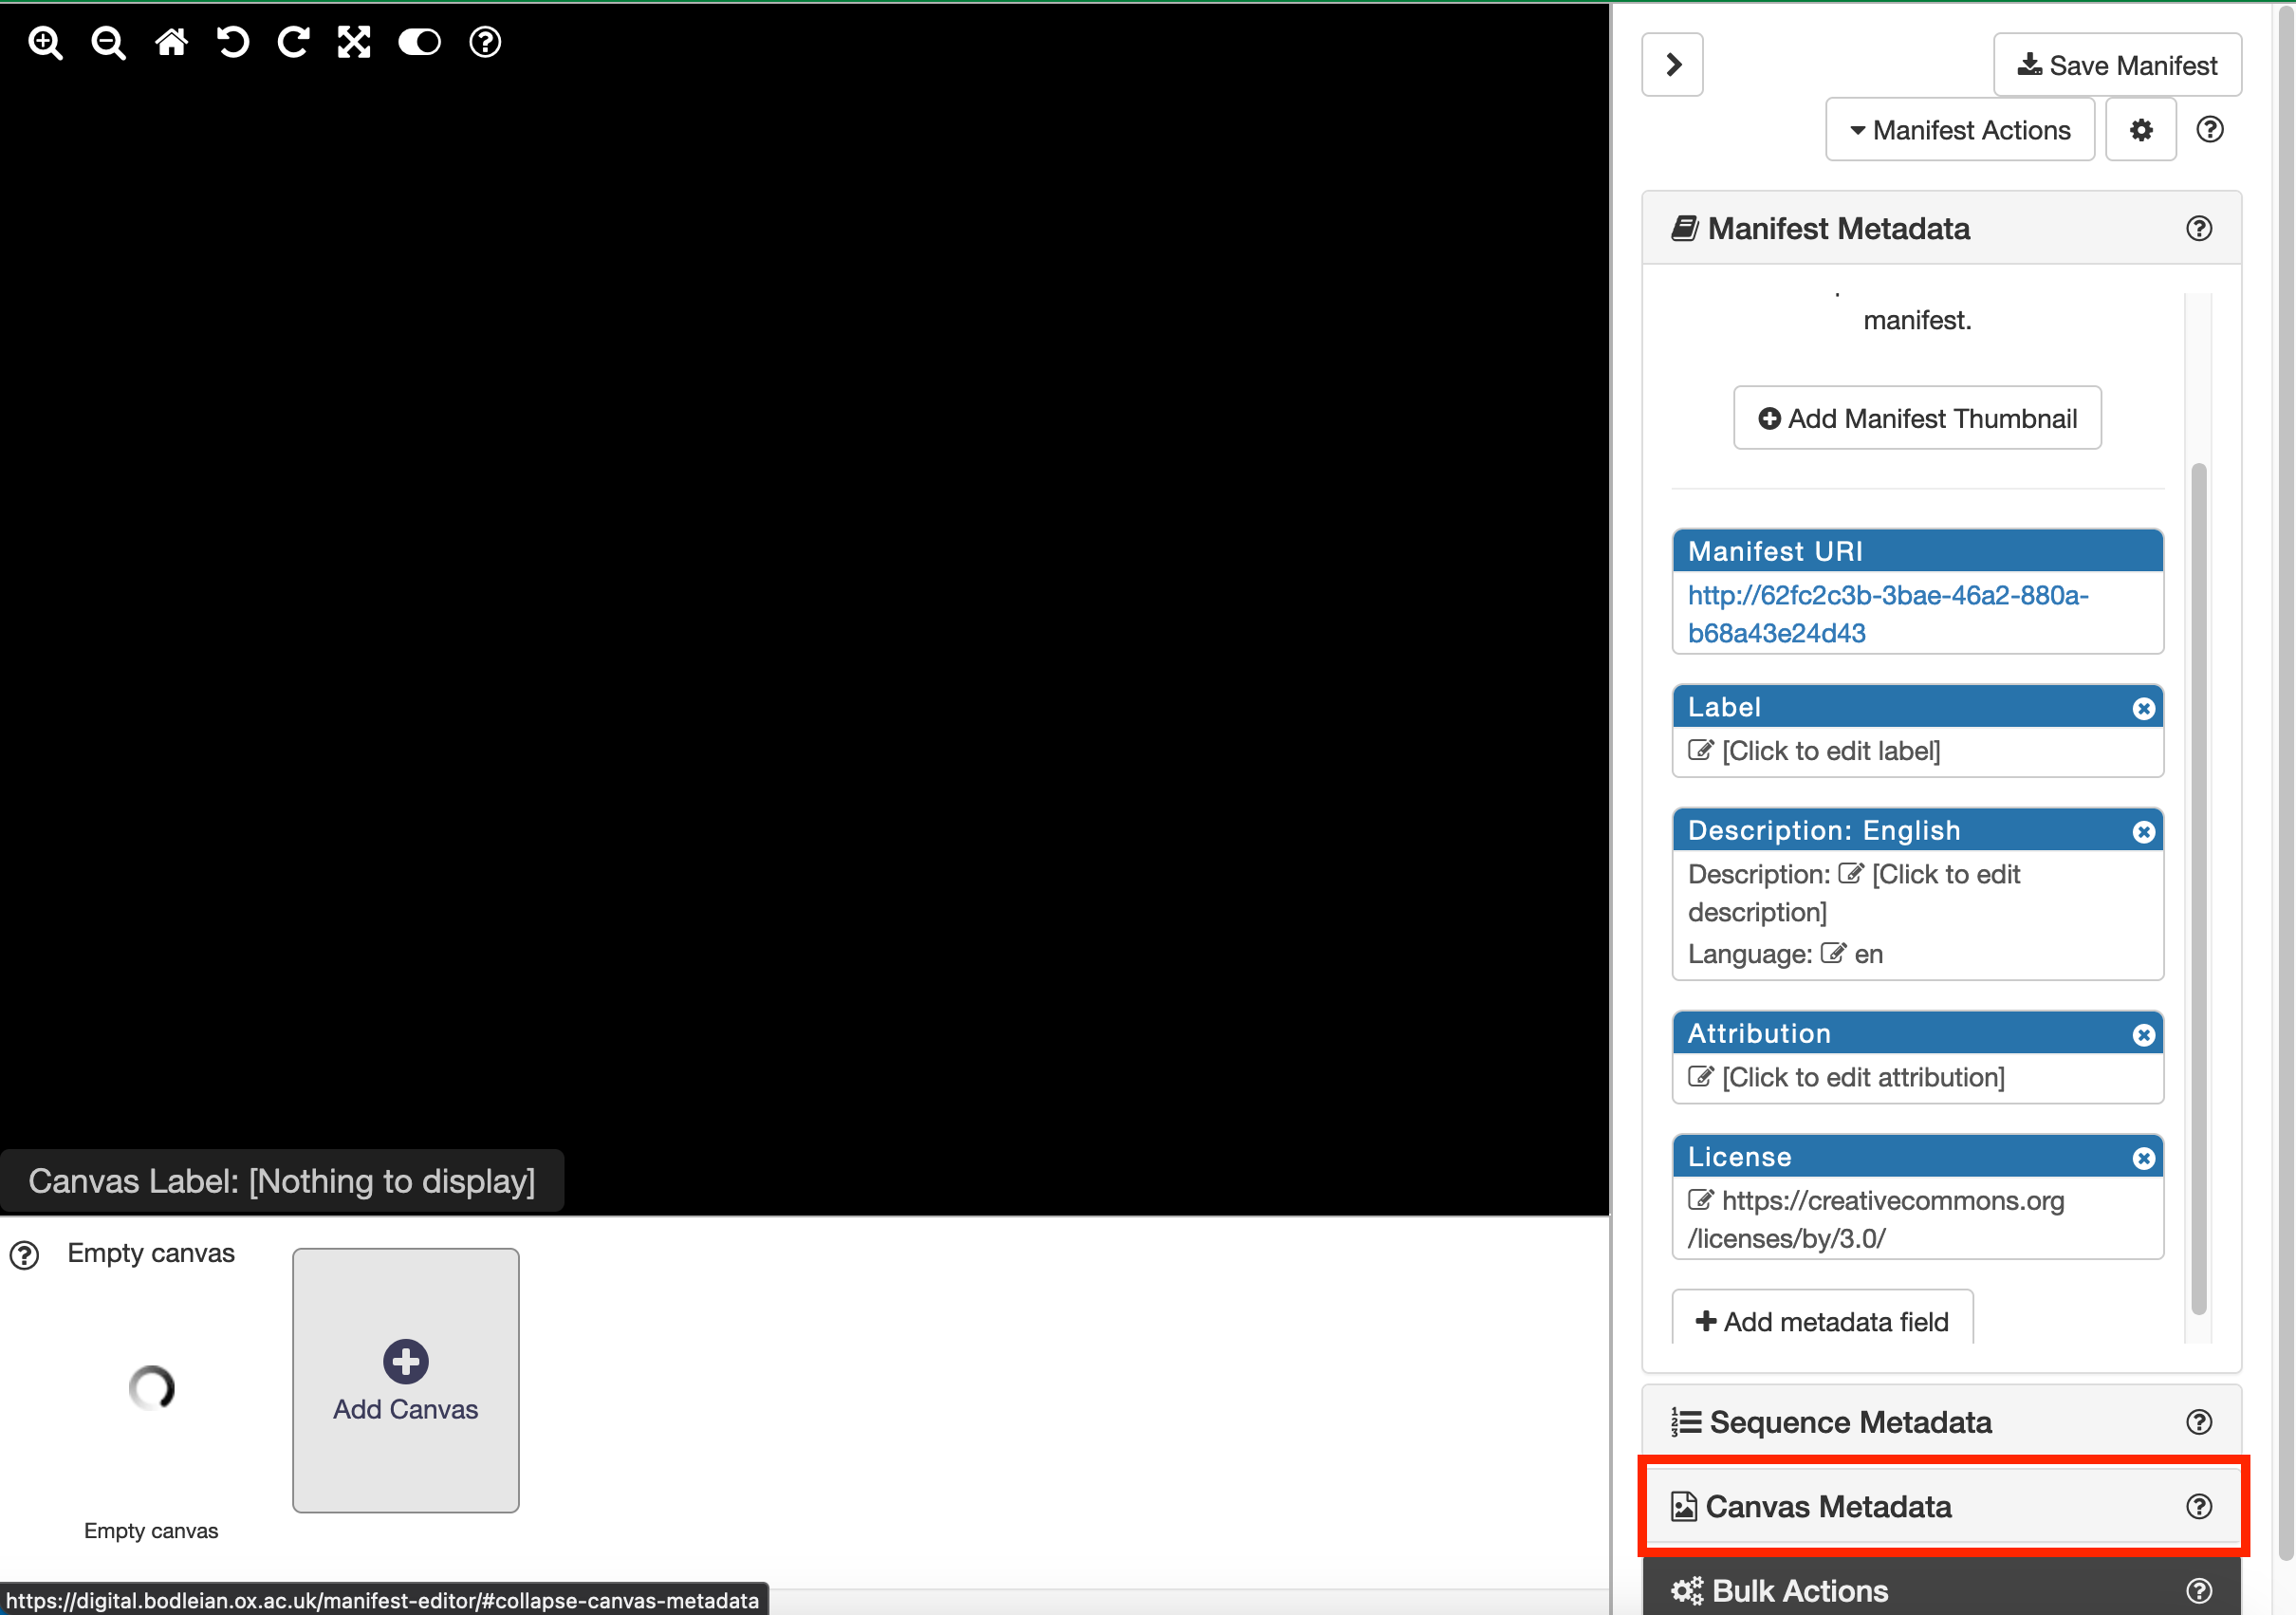 Save Manifest
Manifest Actions
Manifest Metadata
manifest.
Add Manifest Thumbnail
Manifest URI
http://62fc2c3b-3bae-46a2-880a-
b68a43e24d43
Label
[Click to edit label]
Description: English
Description: [Click to edit
description]
Language: en
Attribution
[Click to edit attribution]
License
https://creativecommons.org
/licenses/by/3.0/
Add metadata field
Sequence Metadata
Canvas Metadata
Bulk Actions
Canvas Label: [Nothing to display]
Empty canvas
Add Canvas
Empty canvas
https://digital.bodleian.ox.ac.uk/manifest-editor/#collapse-canvas-metadata